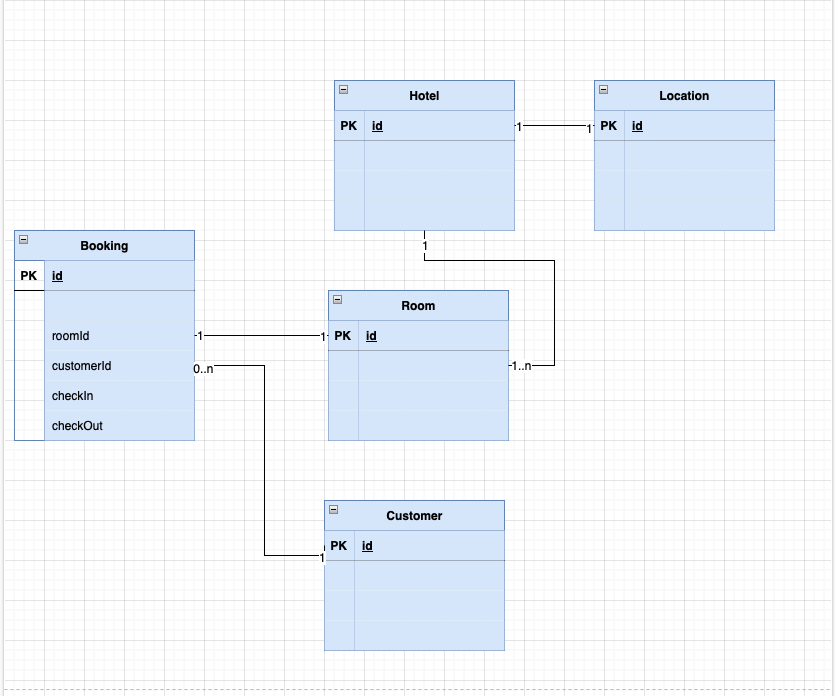 Hotel
PK id
1
1
Location
PK id
1
Booking
PK id
roomId
customerId
checkIn
checkOut
1
1
0..n
Room
PK id
1..n
Customer
PK id
1